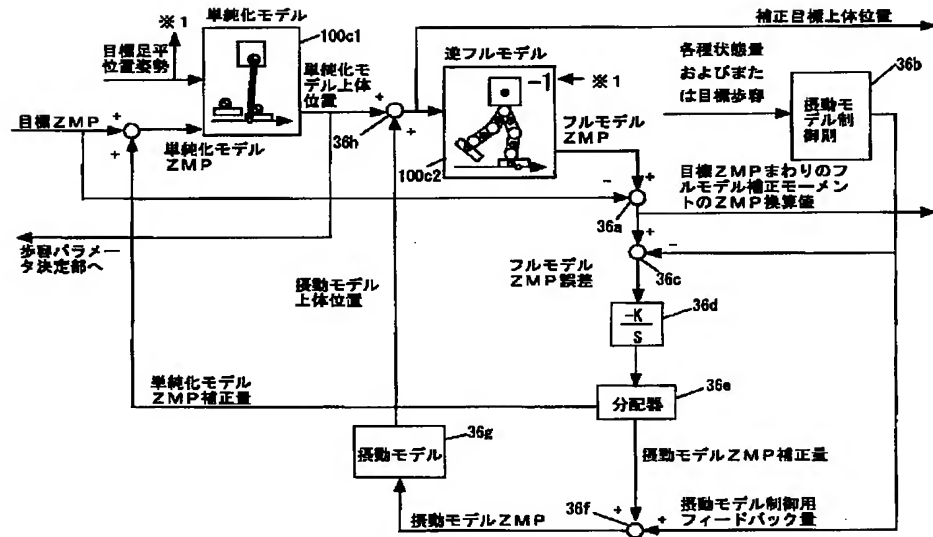 ※1
単純化モデル
100c1
目標足平
位置姿勢
単純化モ
デル上体
位置
目標ZMP
+
+
単純化モデル
ZMP
+
+
36h
逆フルモデル
-1
※1
フルモデル
ZMP
100c2
補正目標上体位置
各種状態量
およびまた
は目標歩容
36b
摂動モ
デル制
御則
-
+
36a
目標ZMPまわりのフ
ルモデル補正モーメン
トのZMP換算値
歩容パラメー
タ決定部へ
+
-
36c
フルモデル
ZMP誤差
36d
-K
S
摂動モデル
上体位置
単純化モデル
ZMP補正量
36e
分配器
36g
摂動モデル
摂動モデルZMP補正量
摂動モデルZMP
36f
+
+
摂動モデル制御用
フィードバック量